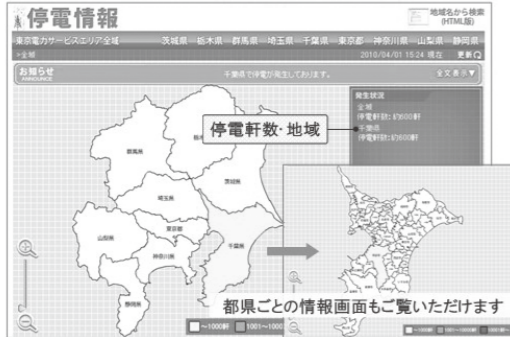 停電情報
地域名から検索
(HTML版)
東京電力サービスエリア全域 茨城県 栃木県 群馬県 埼玉県 千葉県 東京都 神奈川県 山梨県 静岡県
>全域 2010/04/01 15:24 現在 更新
お知らせ
ANNOUNCE
千葉県で停電が発生しております。
全文表示▼
発生状況
全域
停電軒数:約600軒
千葉県
停電軒数:約600軒
停電軒数・地域
群馬県
茨城県
埼玉県
東京都
山梨県
神奈川県
千葉県
静岡県
都県ごとの情報画面もご覧いただけます
~1000軒